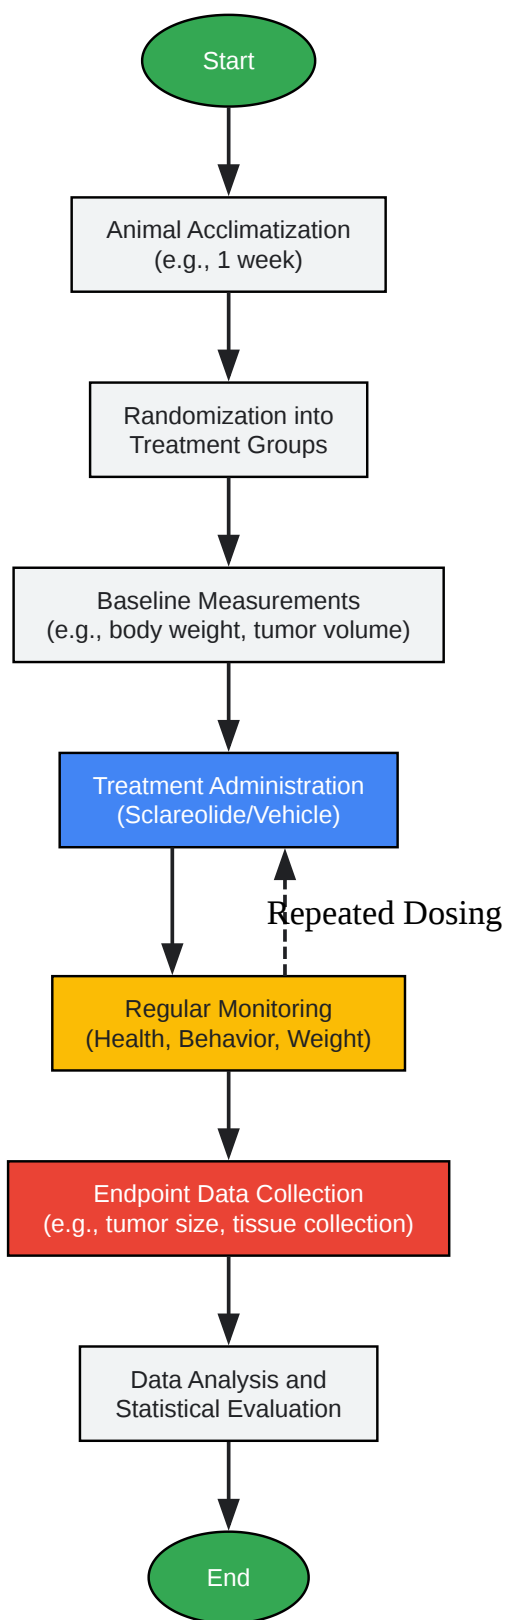 Start
Animal Acclimatization
(e.g., 1 week)
Randomization into
Treatment Groups
Baseline Measurements
(e.g., body weight, tumor volume)
Treatment Administration
(Sclareolide/Vehicle)
Repeated Dosing
Regular Monitoring
(Health, Behavior, Weight)
Endpoint Data Collection
(e.g., tumor size, tissue collection)
Data Analysis and
Statistical Evaluation
End